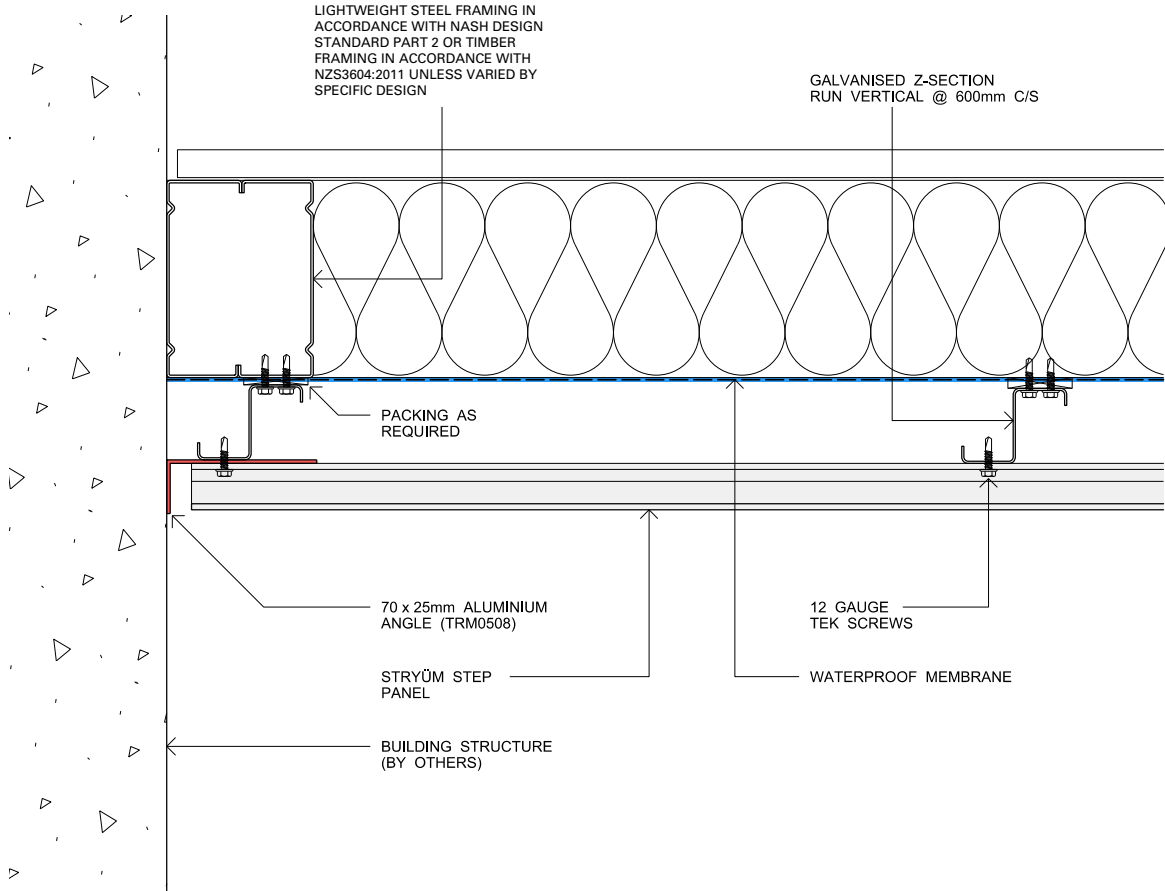 LIGHTWEIGHT STEEL FRAMING IN
ACCORDANCE WITH NASH DESIGN
STANDARD PART 2 OR TIMBER
FRAMING IN ACCORDANCE WITH
NZS3604:2011 UNLESS VARIED BY
SPECIFIC DESIGN
GALVANISED Z-SECTION
RUN VERTICAL @ 600mm C/S
PACKING AS
REQUIRED
70 x 25mm ALUMINIUM
ANGLE (TRM0508)
12 GAUGE
TEK SCREWS
STRYÜM STEP
PANEL
WATERPROOF MEMBRANE
BUILDING STRUCTURE
(BY OTHERS)